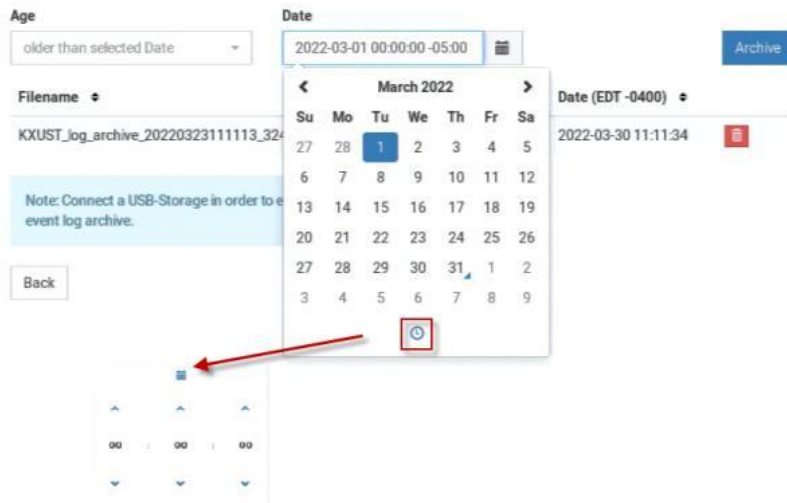 Age
Date
older than selected Date
2022-03-01 00:00:00 -05:00
Archive
Filename
Date (EDT -0400)
KXUST_log_archive_20220323111113_324
2022-03-30 11:11:34
March 2022
Su Mo Tu We Th Fr Sa
27 28 1 2 3 4 5
6 7 8 9 10 11 12
13 14 15 16 17 18 19
20 21 22 23 24 25 26
27 28 29 30 31 1 2
3 4 5 6 7 8 9
Note: Connect a USB-Storage in order to e
event log archive.
Back
00 : 00 : 00